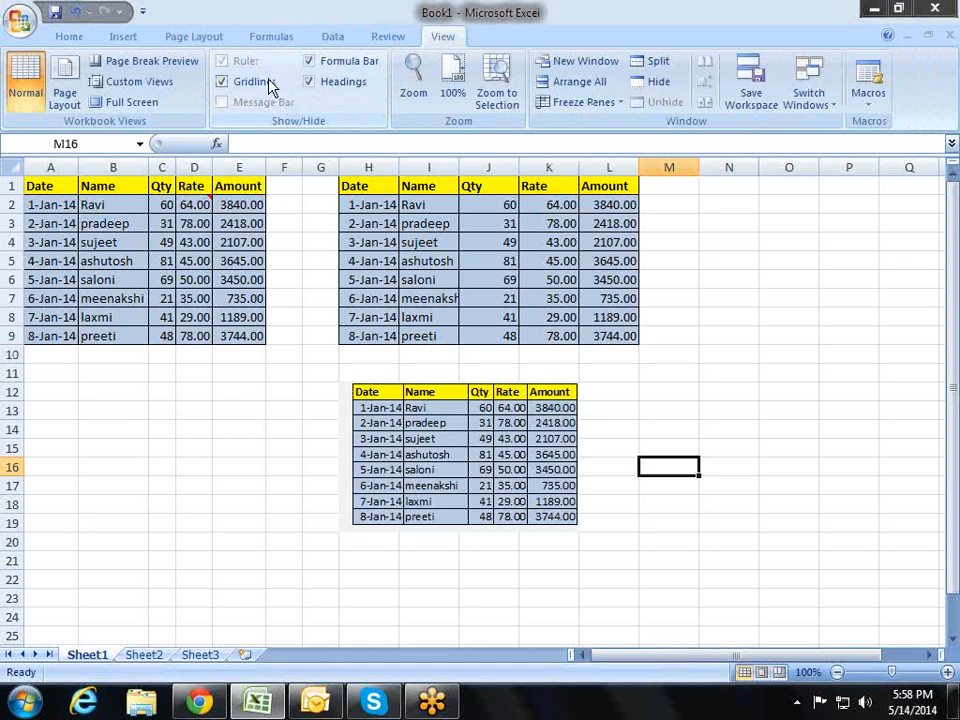 Book1 - Microsoft Excel
Home Insert Page Layout Formulas Data Review View
Normal
Page Layout
Page Break Preview
Custom Views
Full Screen
Workbook Views
Ruler
Gridlines
Message Bar
Formula Bar
Headings
Show/Hide
Zoom
100%
Zoom to Selection
Zoom
New Window
Arrange All
Freeze Panes
Split
Hide
Unhide
Save Workspace
Switch Windows
Window
Macros
Macros
M16
fx
A B C D E F G H I J K L M N O P Q
1 Date Name Qty Rate Amount Date Name Qty Rate Amount
2 1-Jan-14 Ravi 60 64.00 3840.00 1-Jan-14 Ravi 60 64.00 3840.00
3 2-Jan-14 pradeep 31 78.00 2418.00 2-Jan-14 pradeep 31 78.00 2418.00
4 3-Jan-14 sujeet 49 43.00 2107.00 3-Jan-14 sujeet 49 43.00 2107.00
5 4-Jan-14 ashutosh 81 45.00 3645.00 4-Jan-14 ashutosh 81 45.00 3645.00
6 5-Jan-14 saloni 69 50.00 3450.00 5-Jan-14 saloni 69 50.00 3450.00
7 6-Jan-14 meenakshi 21 35.00 735.00 6-Jan-14 meenaksh 21 35.00 735.00
8 7-Jan-14 laxmi 41 29.00 1189.00 7-Jan-14 laxmi 41 29.00 1189.00
9 8-Jan-14 preeti 48 78.00 3744.00 8-Jan-14 preeti 48 78.00 3744.00
10
11
12 Date Name Qty Rate Amount
13 1-Jan-14 Ravi 60 64.00 3840.00
14 2-Jan-14 pradeep 31 78.00 2418.00
15 3-Jan-14 sujeet 49 43.00 2107.00
16 4-Jan-14 ashutosh 81 45.00 3645.00
5-Jan-14 saloni 69 50.00 3450.00
17 6-Jan-14 meenakshi 21 35.00 735.00
18 7-Jan-14 laxmi 41 29.00 1189.00
19 8-Jan-14 preeti 48 78.00 3744.00
20
21
22
23
24
25
Sheet1 Sheet2 Sheet3
Ready 100%
5:58 PM
5/14/2014